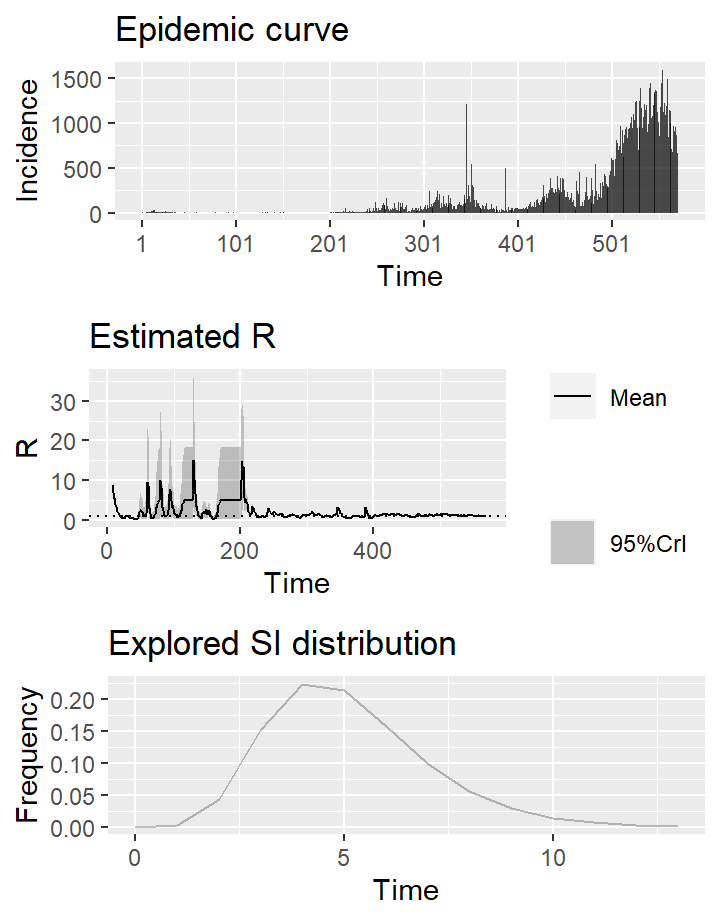 Epidemic curve
1500
1000
500
0
Incidence
1 101 201 301 401 501
Time
Estimated R
30
20
10
0
R
0 200 400
Time
Mean
95%CrI
Explored SI distribution
0.20
0.15
0.10
0.05
0.00
Frequency
0 5 10
Time